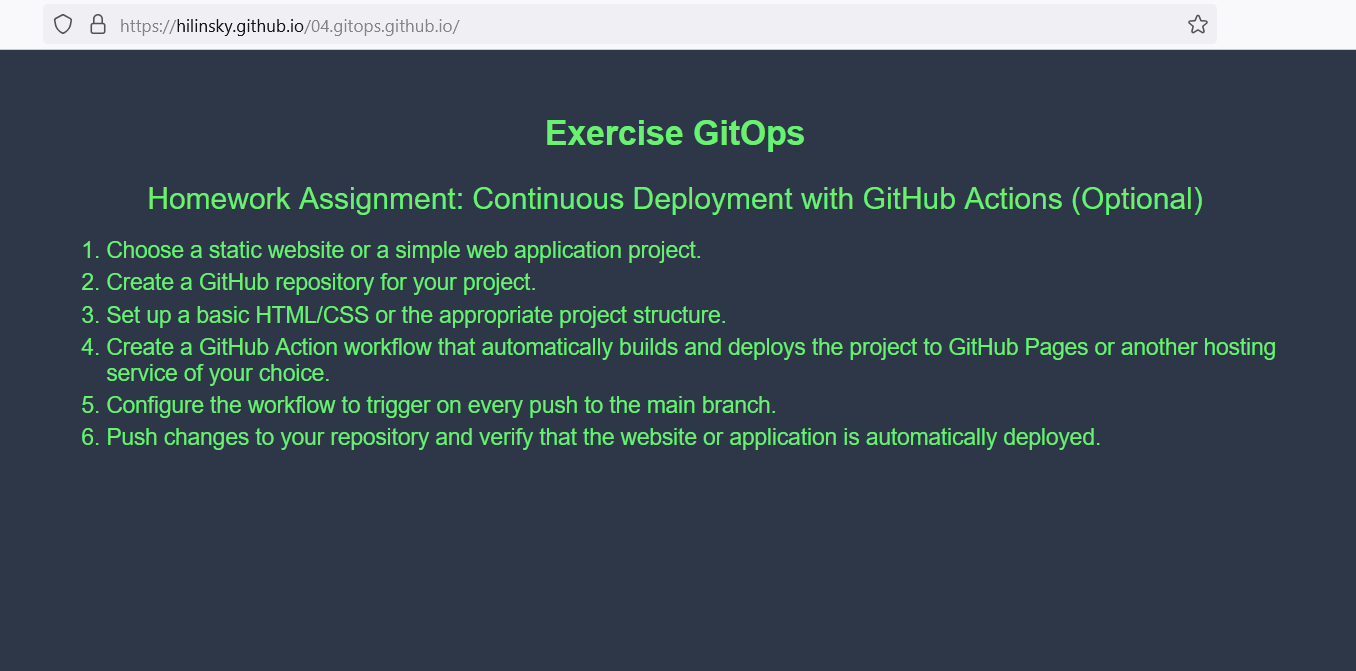 https://hilinsky.github.io/04.gitops.github.io/
Exercise GitOps
Homework Assignment: Continuous Deployment with GitHub Actions (Optional)
1. Choose a static website or a simple web application project.
2. Create a GitHub repository for your project.
3. Set up a basic HTML/CSS or the appropriate project structure.
4. Create a GitHub Action workflow that automatically builds and deploys the project to GitHub Pages or another hosting
service of your choice.
5. Configure the workflow to trigger on every push to the main branch.
6. Push changes to your repository and verify that the website or application is automatically deployed.